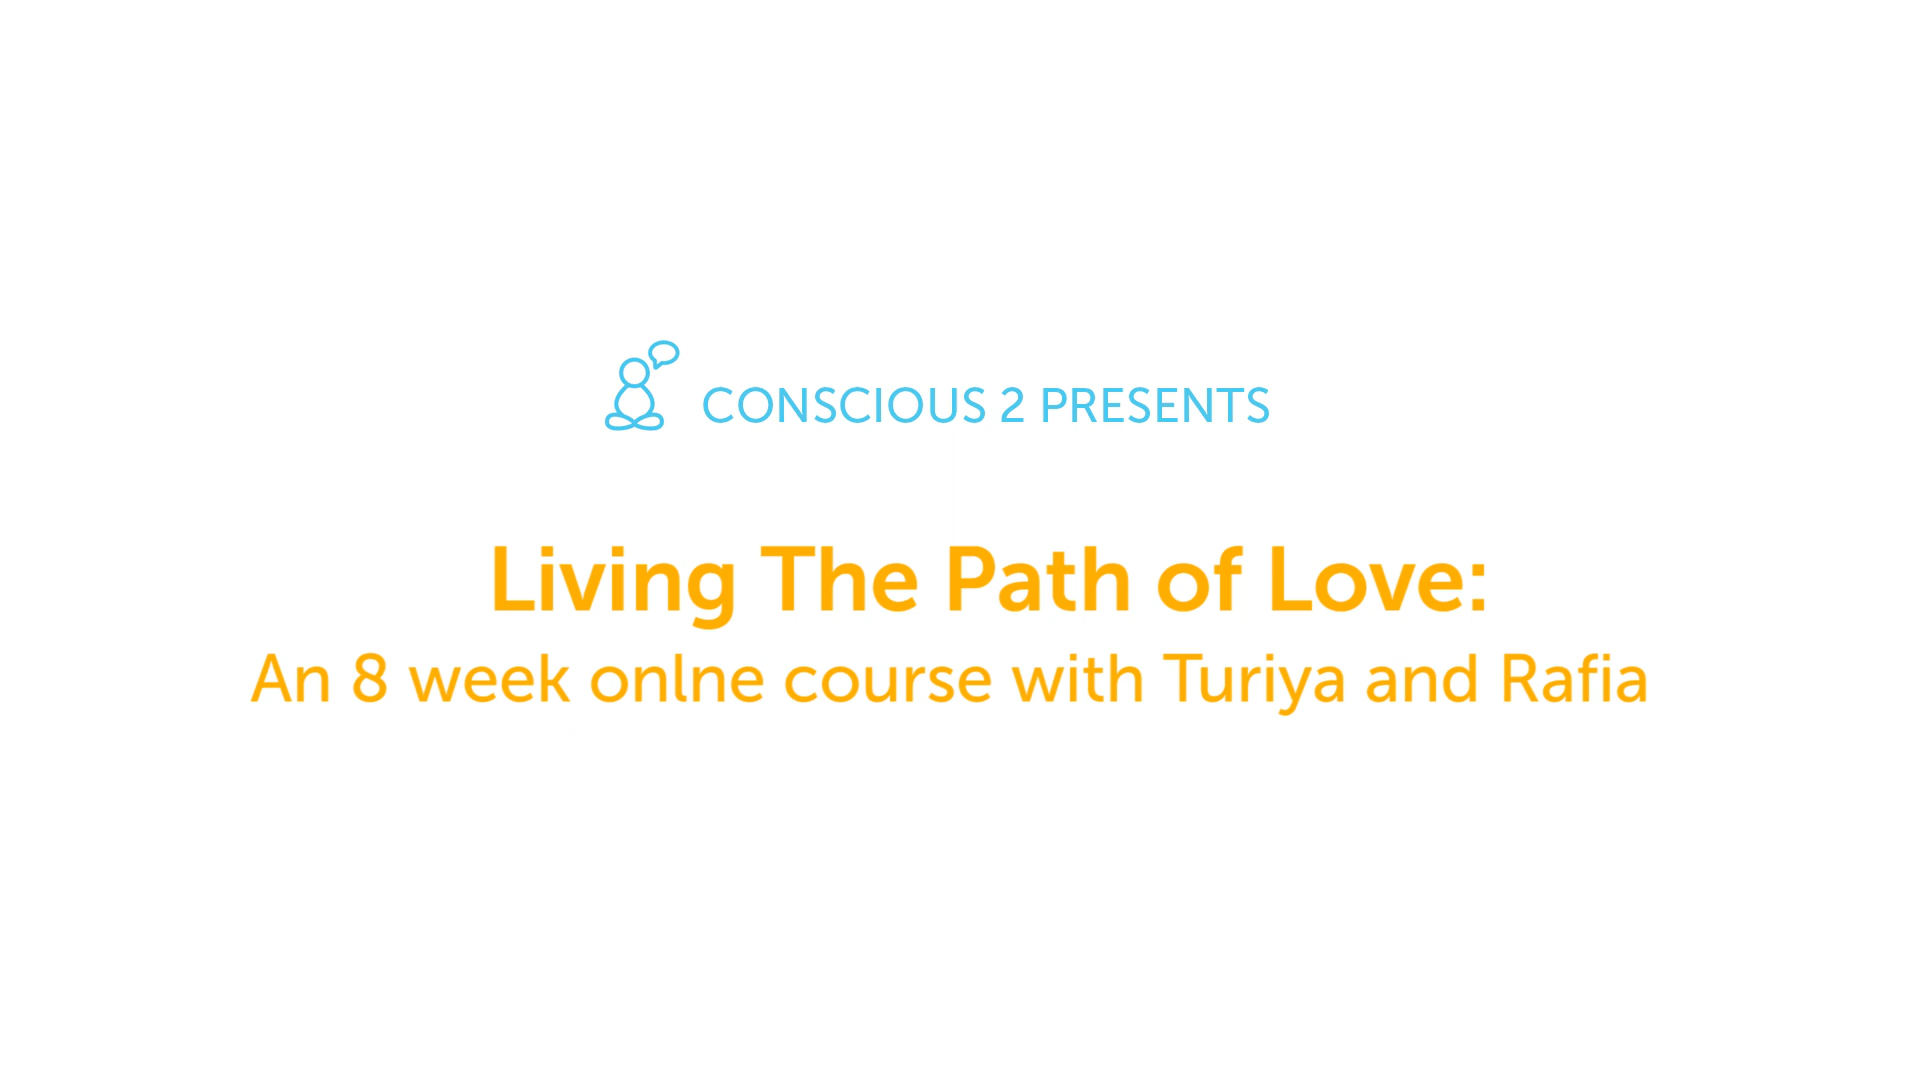 CONSCIOUS 2 PRESENTS
Living The Path of Love:
An 8 week onlne course with Turiya and Rafia